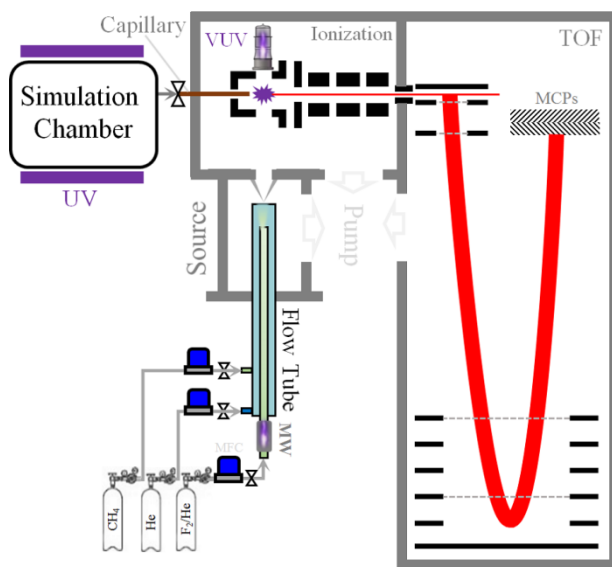 Capillary
VUV
Ionization
TOF
Simulation
Chamber
MCPs
UV
Source
Pump
Flow Tube
MW
MFC
CH4
He
F2/He